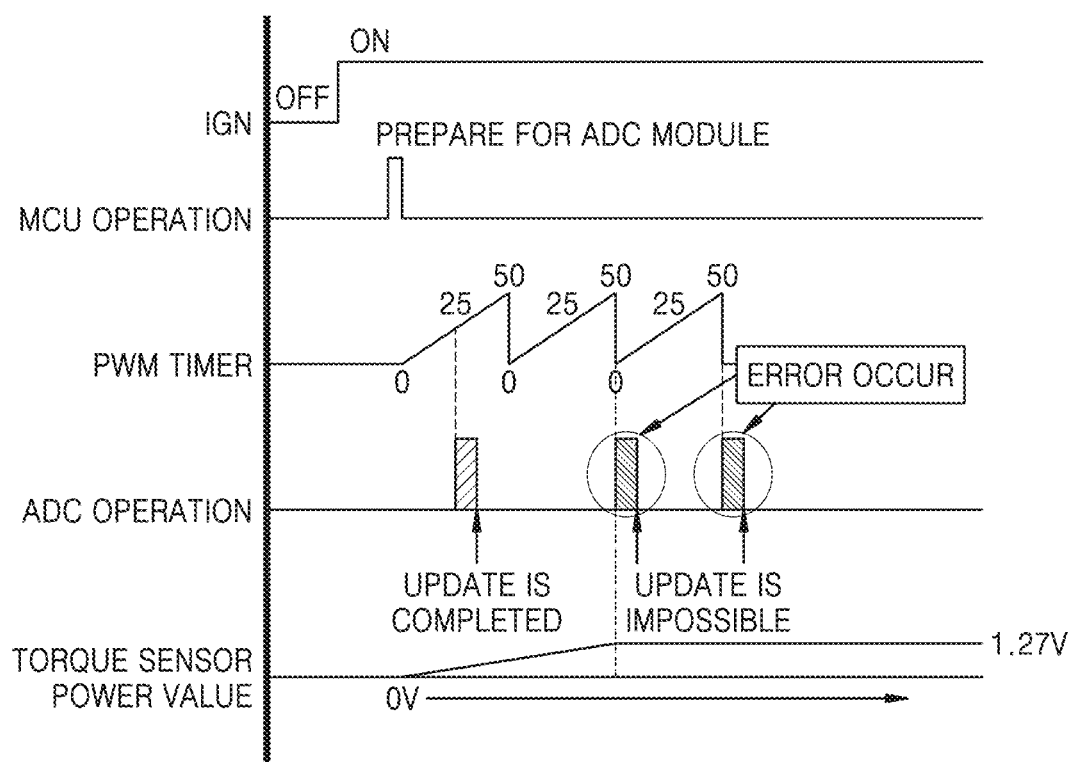 ON
OFF
IGN
PREPARE FOR ADC MODULE
MCU OPERATION
50 50 50
25 25 25
PWM TIMER
0 0 0
ERROR OCCUR
ADC OPERATION
UPDATE IS
COMPLETED
UPDATE IS
IMPOSSIBLE
TORQUE SENSOR
POWER VALUE
1.27V
0V